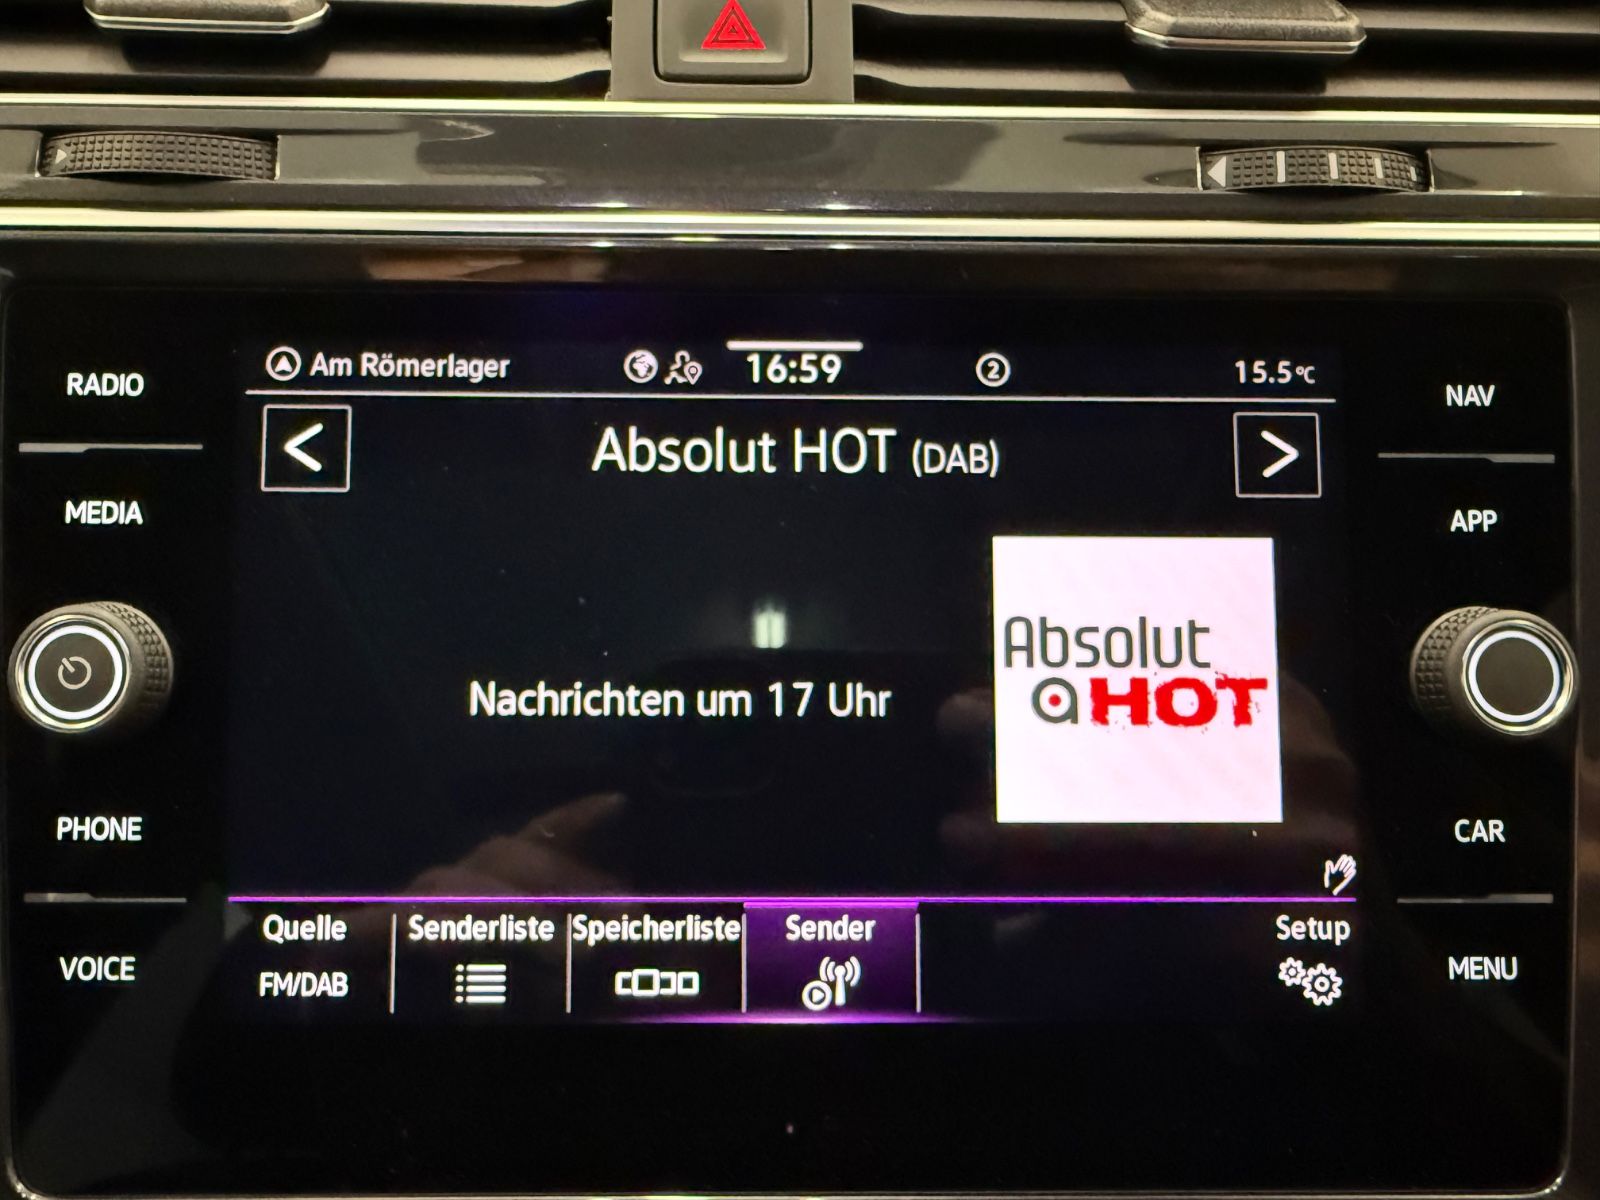 RADIO
MEDIA
PHONE
VOICE
Am Römerlager
16:59
2
15.5°C
Absolut HOT (DAB)
Nachrichten um 17 Uhr
Absolut
HOT
Quelle
FM/DAB
Senderliste
Speicherliste
Sender
Setup
NAV
APP
CAR
MENU